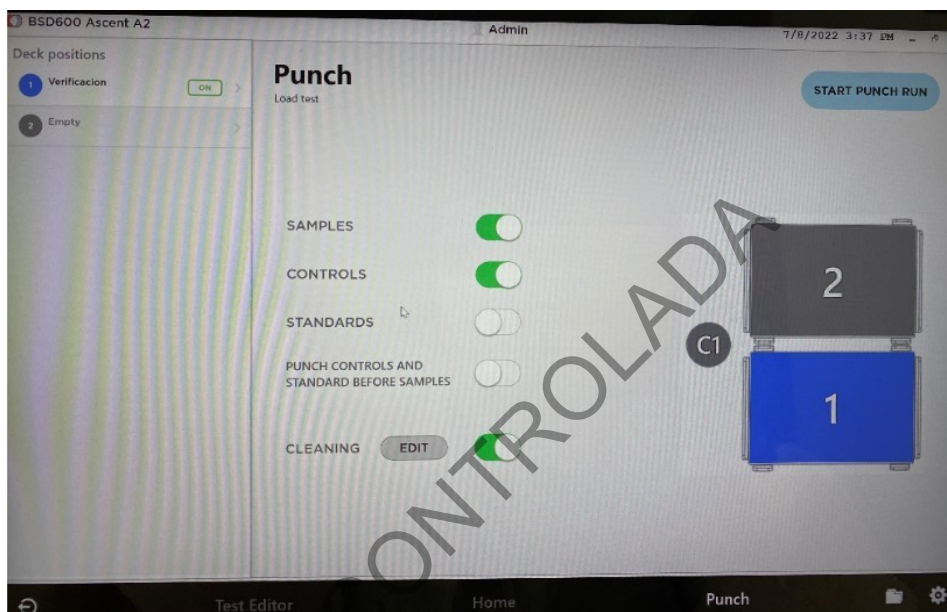 BSD600 Ascent A2
Admin
7/8/2022 3:37 PM
Deck positions
1 Verificacion ON
2 Empty
Punch
Load test
START PUNCH RUN
SAMPLES
CONTROLS
STANDARDS
PUNCH CONTROLS AND
STANDARD BEFORE SAMPLES
CLEANING EDIT
2
C1
1
CONTROLADA
Test Editor
Home
Punch